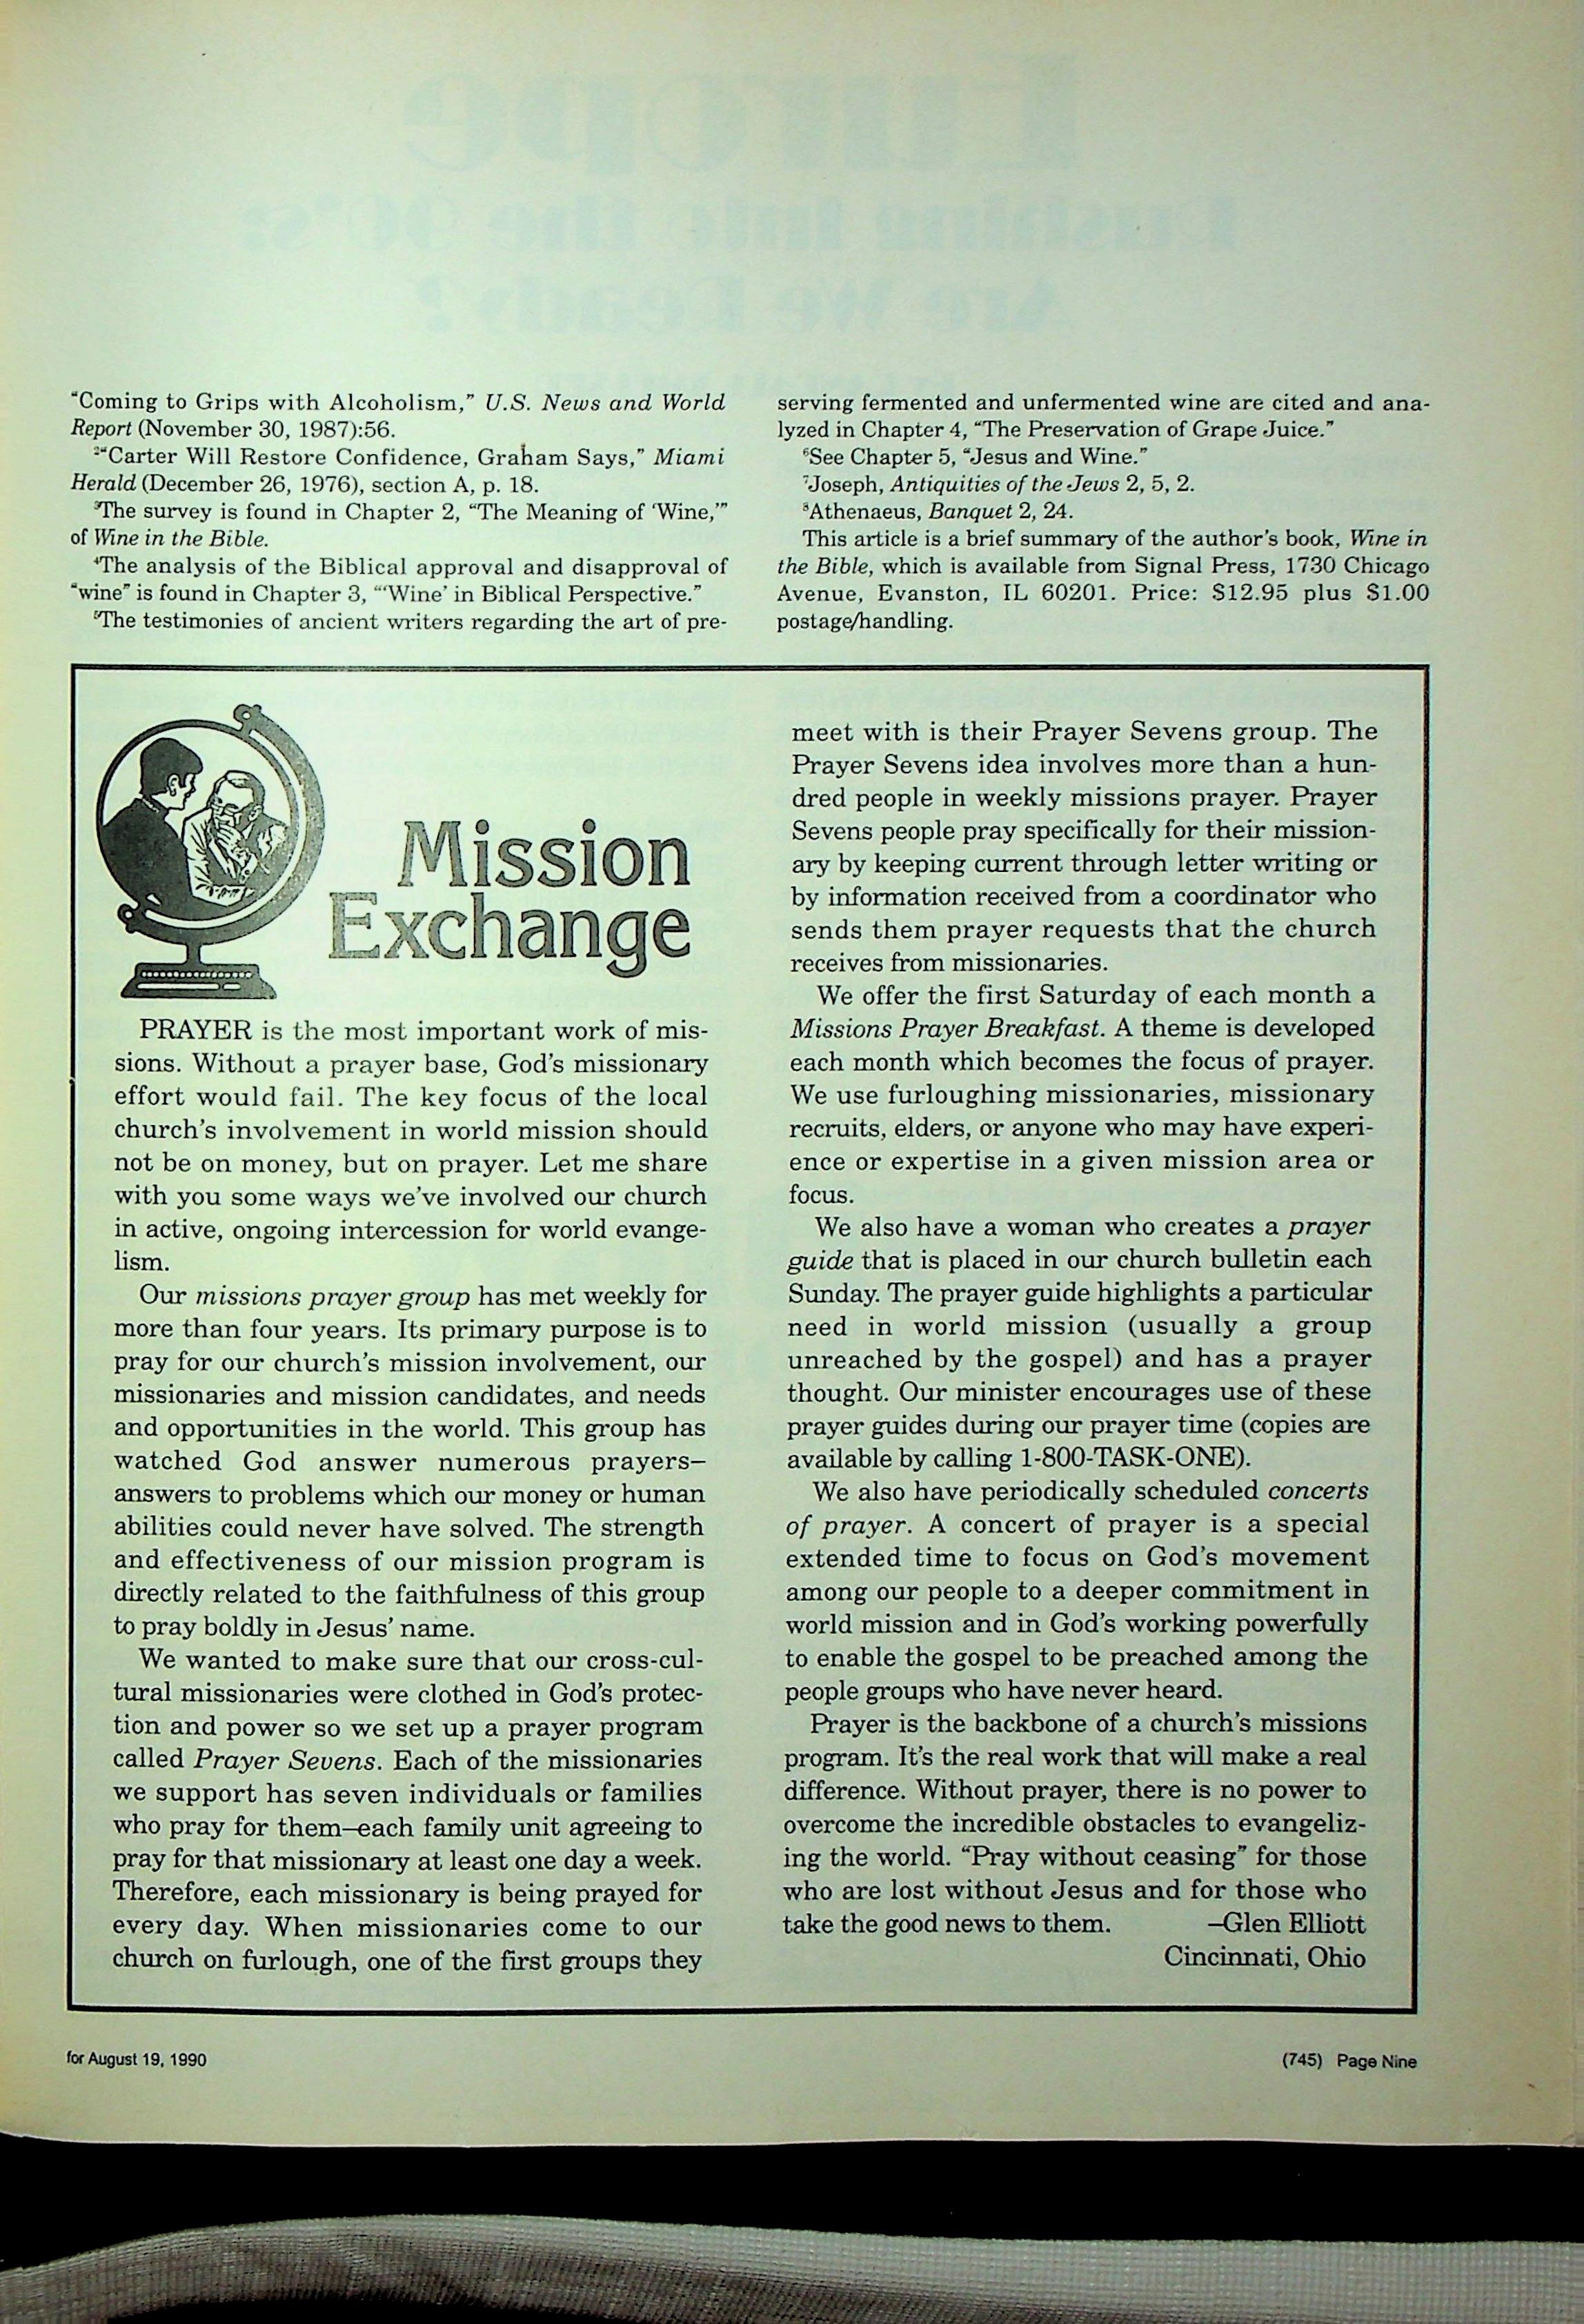 “Coming to Grips with Alcoholism,” U.S. News and World
Report (November 30, 1987):56.
²“Carter Will Restore Confidence, Graham Says,” Miami
Herald (December 26, 1976), section A, p. 18.
³The survey is found in Chapter 2, “The Meaning of ‘Wine,’”
of Wine in the Bible.
⁴The analysis of the Biblical approval and disapproval of
“wine” is found in Chapter 3, “‘Wine’ in Biblical Perspective.”
⁵The testimonies of ancient writers regarding the art of pre-
serving fermented and unfermented wine are cited and ana-
lyzed in Chapter 4, “The Preservation of Grape Juice.”
⁶See Chapter 5, “Jesus and Wine.”
⁷Joseph, Antiquities of the Jews 2, 5, 2.
⁸Athenaeus, Banquet 2, 24.
This article is a brief summary of the author’s book, Wine in
the Bible, which is available from Signal Press, 1730 Chicago
Avenue, Evanston, IL 60201. Price: $12.95 plus $1.00
postage/handling.
Mission
Exchange
PRAYER is the most important work of mis-
sions. Without a prayer base, God’s missionary
effort would fail. The key focus of the local
church’s involvement in world mission should
not be on money, but on prayer. Let me share
with you some ways we’ve involved our church
in active, ongoing intercession for world evange-
lism.
Our missions prayer group has met weekly for
more than four years. Its primary purpose is to
pray for our church’s mission involvement, our
missionaries and mission candidates, and needs
and opportunities in the world. This group has
watched God answer numerous prayers—
answers to problems which our money or human
abilities could never have solved. The strength
and effectiveness of our mission program is
directly related to the faithfulness of this group
to pray boldly in Jesus’ name.
We wanted to make sure that our cross-cul-
tural missionaries were clothed in God’s protec-
tion and power so we set up a prayer program
called Prayer Sevens. Each of the missionaries
we support has seven individuals or families
who pray for them—each family unit agreeing to
pray for that missionary at least one day a week.
Therefore, each missionary is being prayed for
every day. When missionaries come to our
church on furlough, one of the first groups they
meet with is their Prayer Sevens group. The
Prayer Sevens idea involves more than a hun-
dred people in weekly missions prayer. Prayer
Sevens people pray specifically for their mission-
ary by keeping current through letter writing or
by information received from a coordinator who
sends them prayer requests that the church
receives from missionaries.
We offer the first Saturday of each month a
Missions Prayer Breakfast. A theme is developed
each month which becomes the focus of prayer.
We use furloughing missionaries, missionary
recruits, elders, or anyone who may have experi-
ence or expertise in a given mission area or
focus.
We also have a woman who creates a prayer
guide that is placed in our church bulletin each
Sunday. The prayer guide highlights a particular
need in world mission (usually a group
unreached by the gospel) and has a prayer
thought. Our minister encourages use of these
prayer guides during our prayer time (copies are
available by calling 1-800-TASK-ONE).
We also have periodically scheduled concerts
of prayer. A concert of prayer is a special
extended time to focus on God’s movement
among our people to a deeper commitment in
world mission and in God’s working powerfully
to enable the gospel to be preached among the
people groups who have never heard.
Prayer is the backbone of a church’s missions
program. It’s the real work that will make a real
difference. Without prayer, there is no power to
overcome the incredible obstacles to evangeliz-
ing the world. “Pray without ceasing” for those
who are lost without Jesus and for those who
take the good news to them. —Glen Elliott
Cincinnati, Ohio
for August 19, 1990
(745) Page Nine